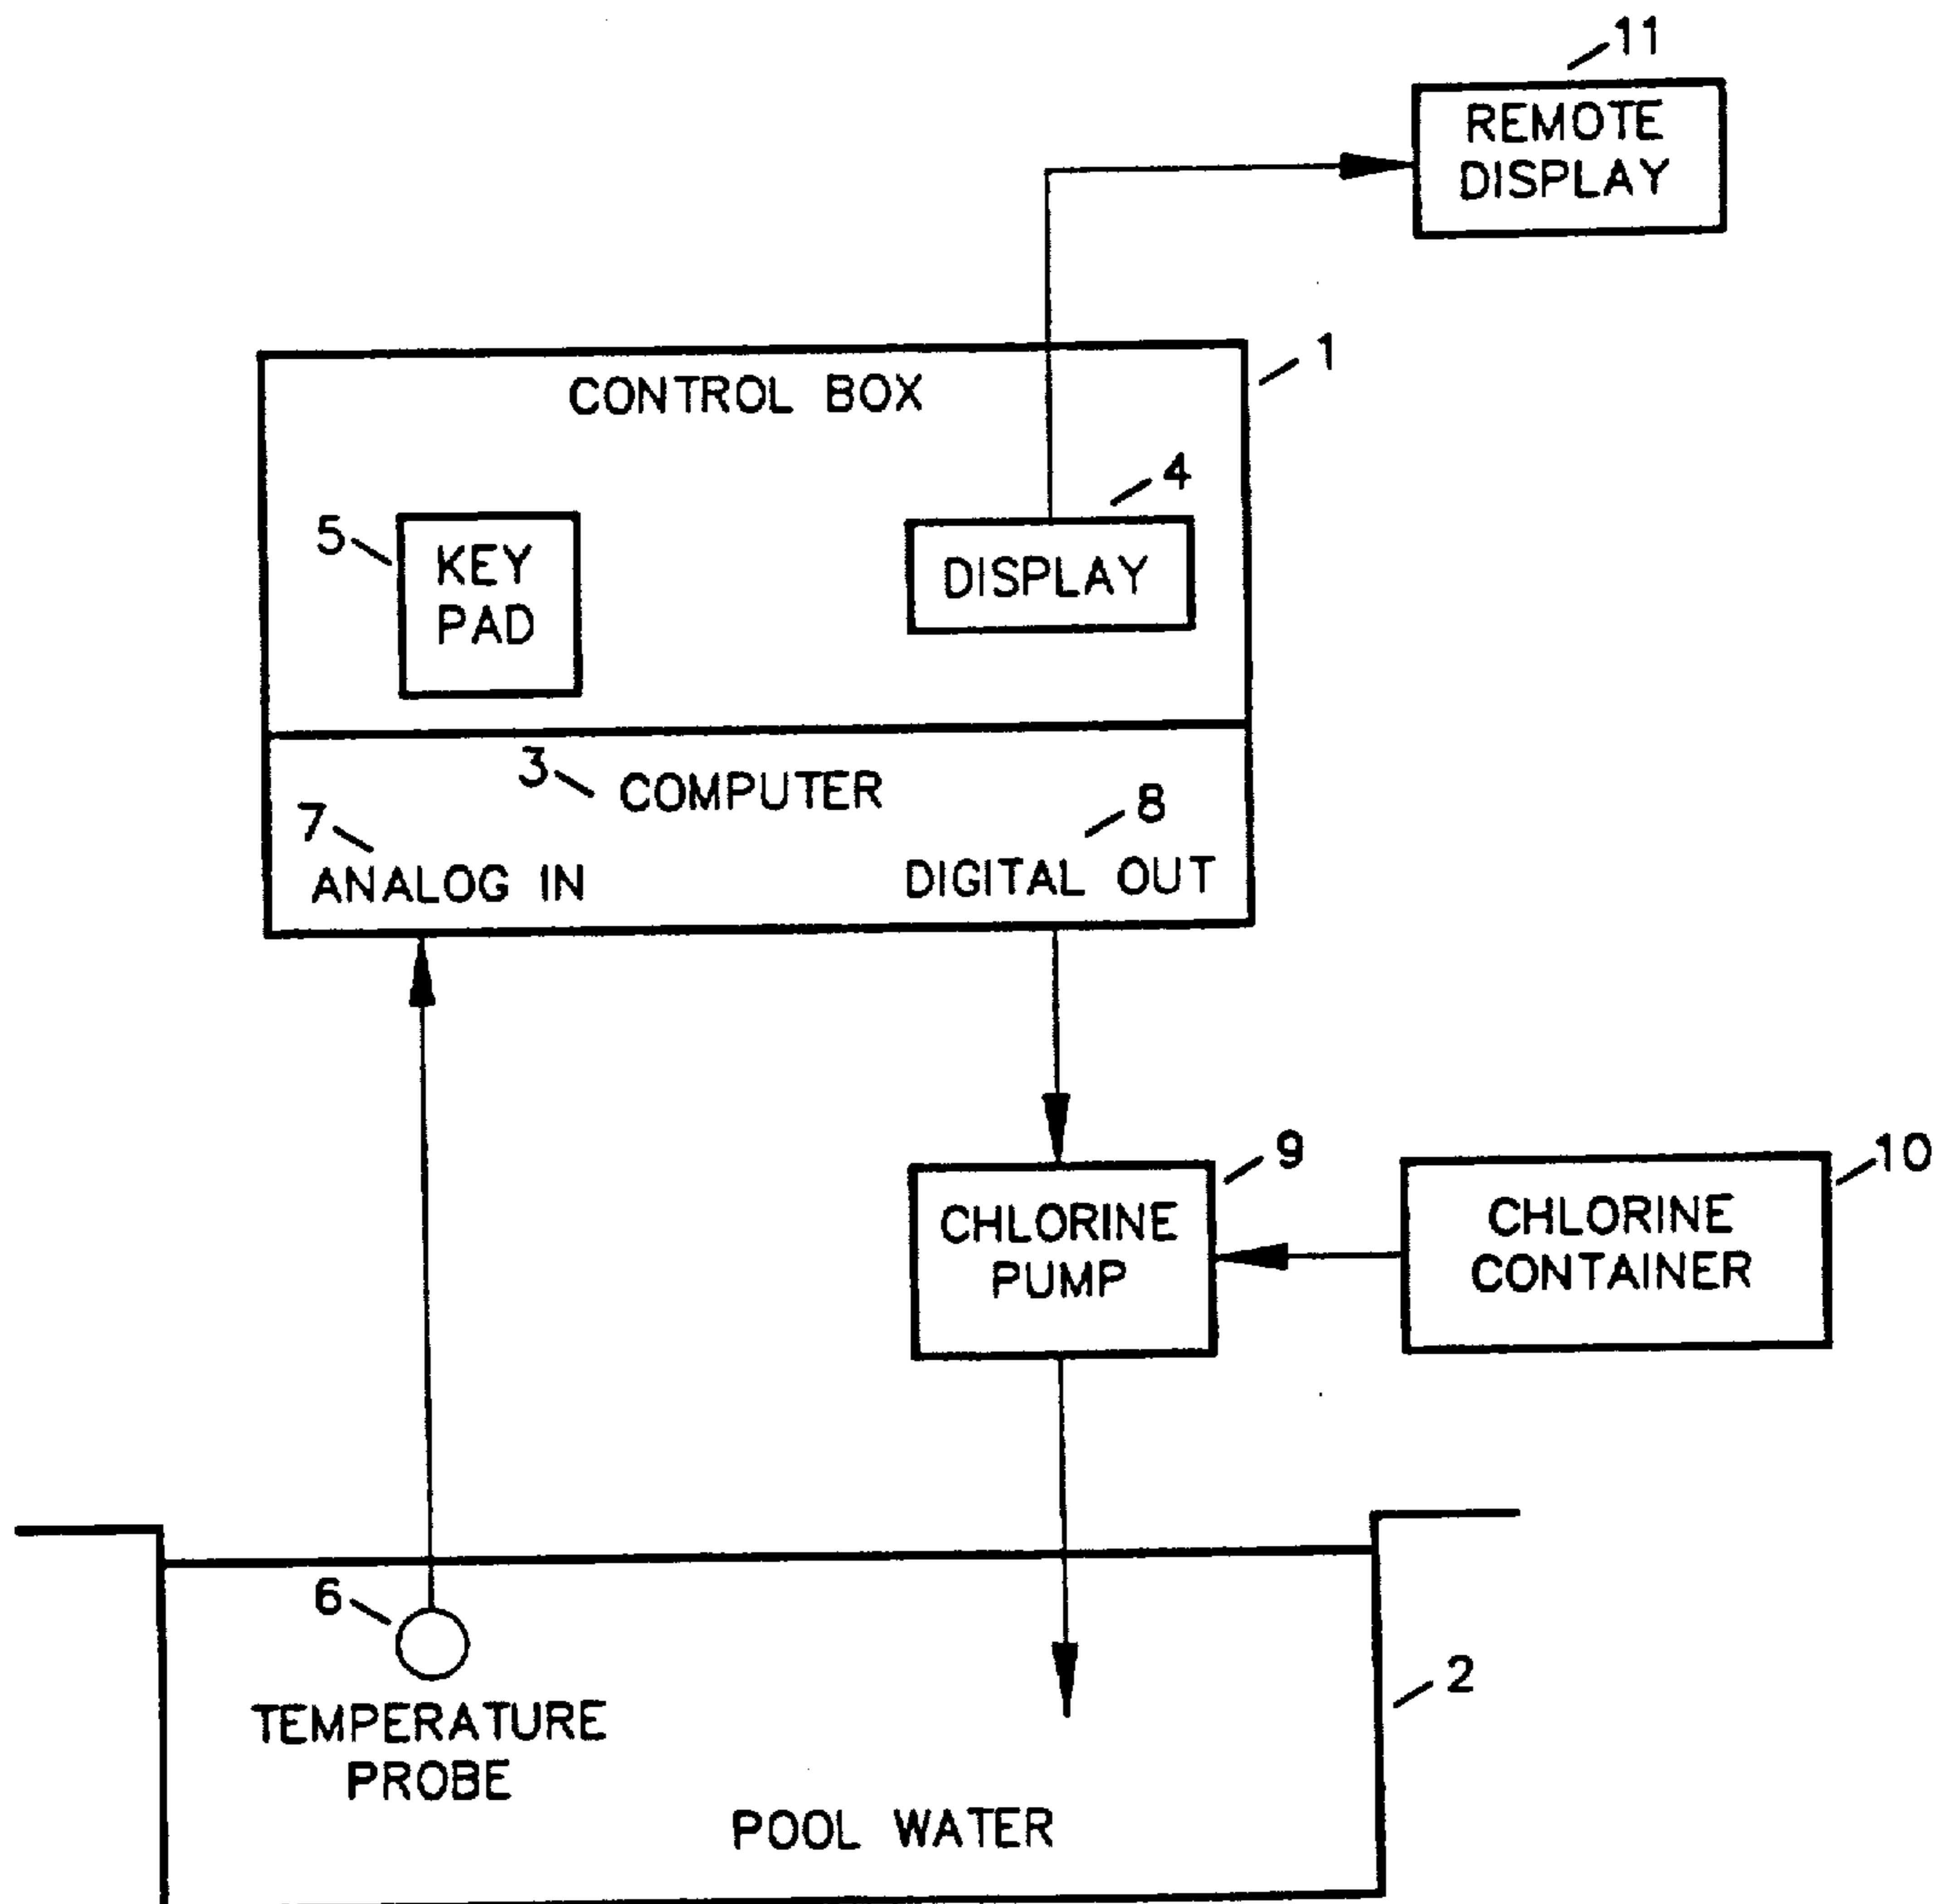 11
REMOTE
DISPLAY
1
CONTROL BOX
4
5
KEY
PAD
DISPLAY
3
COMPUTER
7
8
ANALOG IN
DIGITAL OUT
9
10
CHLORINE
PUMP
CHLORINE
CONTAINER
6
2
TEMPERATURE
PROBE
POOL WATER